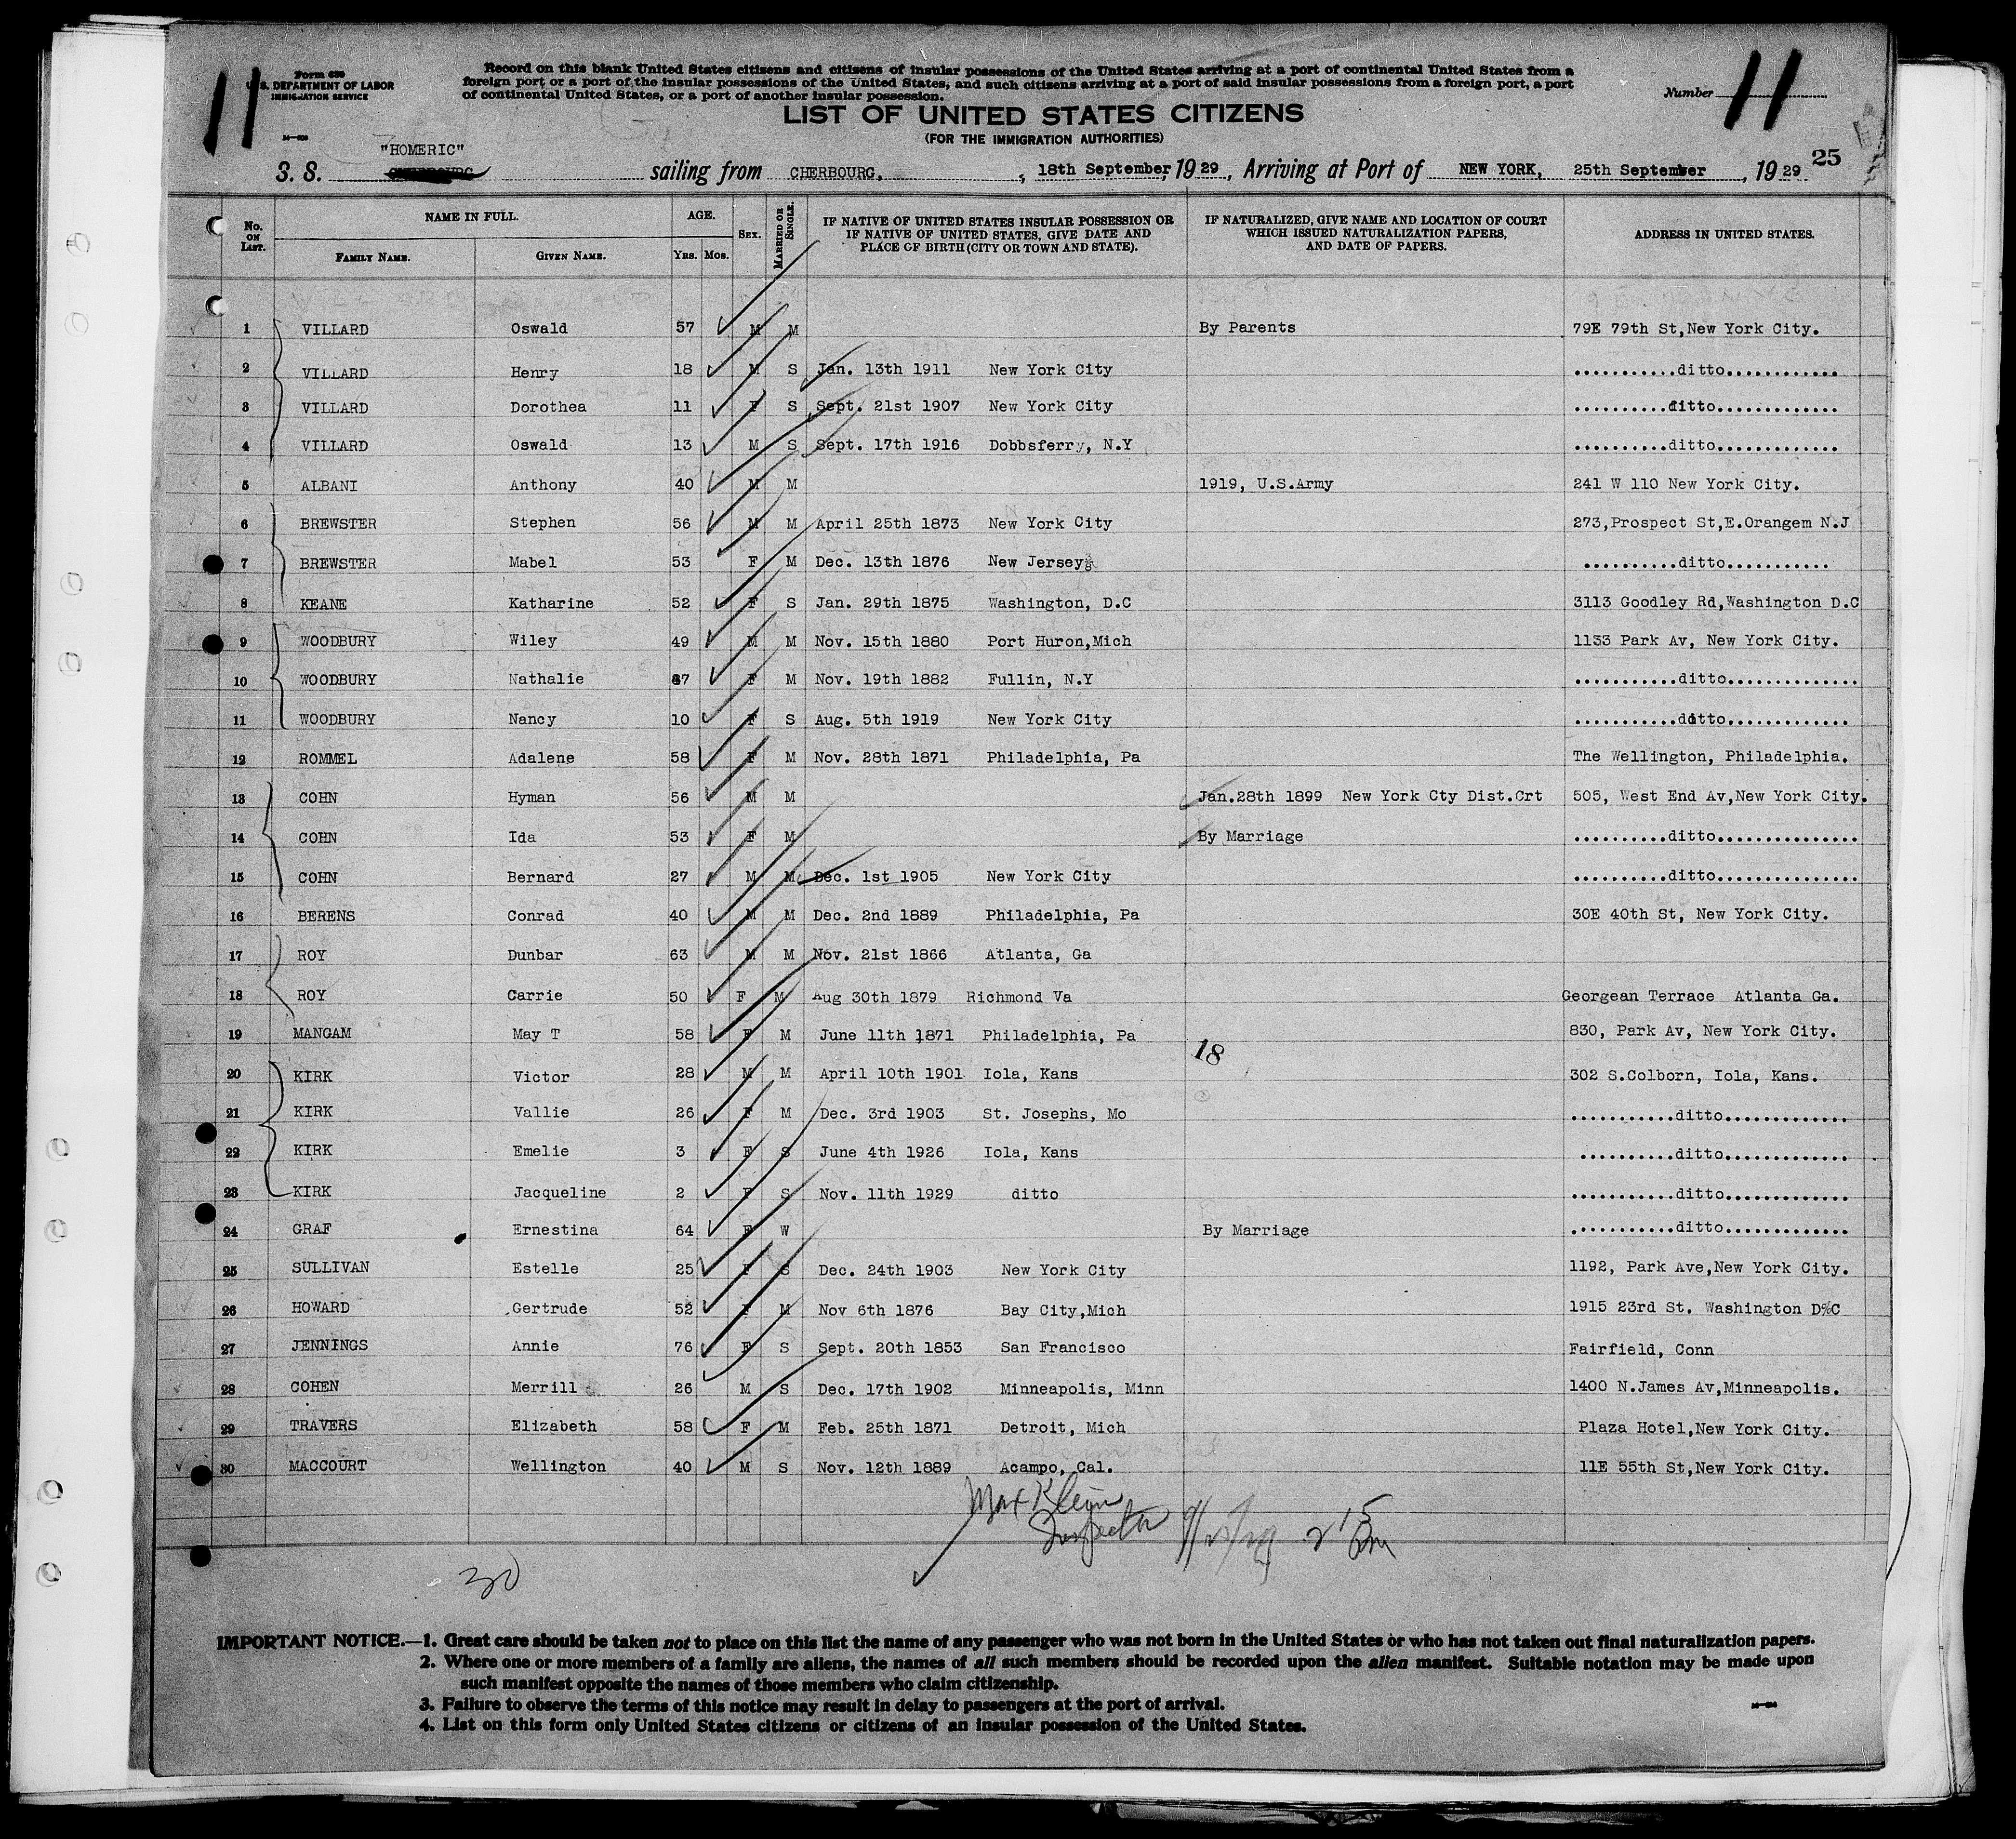 11
Form 630
U.S. DEPARTMENT OF LABOR
IMMIGRATION SERVICE
Record on this blank United States citizens and citizens of insular possessions of the United States arriving at a port of continental United States from a
foreign port or a port of the insular possessions of the United States, and such citizens arriving at a port of said insular possessions from a foreign port, a port
of continental United States, or a port of another insular possession.
Number 11
LIST OF UNITED STATES CITIZENS
(FOR THE IMMIGRATION AUTHORITIES)
25
S. S. "HOMERIC" sailing from CHERBOURG, , 18th September, 1929, Arriving at Port of NEW YORK, 25th September, 1929.
No. ON LIST. NAME IN FULL. FAMILY NAME. GIVEN NAME. AGE. YRS. MOS. SEX. MARRIED OR SINGLE. IF NATIVE OF UNITED STATES INSULAR POSSESSION OR IF NATIVE OF UNITED STATES, GIVE DATE AND PLACE OF BIRTH (CITY OR TOWN AND STATE). IF NATURALIZED, GIVE NAME AND LOCATION OF COURT WHICH ISSUED NATURALIZATION PAPERS, AND DATE OF PAPERS. ADDRESS IN UNITED STATES.
1 VILLARD Oswald 57 M M By Parents 79E 79th St,New York City.
2 VILLARD Henry 18 M S Jan. 13th 1911 New York City ...........ditto............
3 VILLARD Dorothea 11 F S Sept. 21st 1907 New York City ..........ditto.............
4 VILLARD Oswald 13 M S Sept. 17th 1916 Dobbsferry, N.Y ..........ditto.............
5 ALBANI Anthony 40 M M 1919, U.S.Army 241 W 110 New York City.
6 BREWSTER Stephen 56 M M April 25th 1873 New York City 273,Prospect St,E.Orangem N.J
7 BREWSTER Mabel 53 F M Dec. 13th 1876 New Jersey ..........ditto...........
8 KEANE Katharine 52 F S Jan. 29th 1875 Washington, D.C 3113 Goodley Rd,Washington D.C
9 WOODBURY Wiley 49 M M Nov. 15th 1880 Port Huron,Mich 1133 Park Av, New York City.
10 WOODBURY Nathalie 47 F M Nov. 19th 1882 Fullin, N.Y ...........ditto..............
11 WOODBURY Nancy 10 F S Aug. 5th 1919 New York City ...........ditto.............
12 ROMMEL Adalene 58 F M Nov. 28th 1871 Philadelphia, Pa The Wellington, Philadelphia.
13 COHN Hyman 56 M M Jan.28th 1899 New York Cty Dist.Crt 505, West End Av,New York City.
14 COHN Ida 53 F M By Marriage ..........ditto...............
15 COHN Bernard 27 M M Dec. 1st 1905 New York City ..........ditto...............
16 BERENS Conrad 40 M M Dec. 2nd 1889 Philadelphia, Pa 30E 40th St, New York City.
17 ROY Dunbar 63 M M Nov. 21st 1866 Atlanta, Ga
18 ROY Carrie 50 F M Aug 30th 1879 Richmond Va Georgean Terrace Atlanta Ga.
19 MANGAM May T 58 F M June 11th 1871 Philadelphia, Pa 830, Park Av, New York City.
18
20 KIRK Victor 28 M M April 10th 1901 Iola, Kans 302 S.Colborn, Iola, Kans.
21 KIRK Vallie 26 F M Dec. 3rd 1903 St. Josephs, Mo ...........ditto.............
22 KIRK Emelie 3 F S June 4th 1926 Iola, Kans ..........ditto.............
23 KIRK Jacqueline 2 F S Nov. 11th 1929 ditto ...........ditto.............
24 GRAF Ernestina 64 F W By Marriage ...........ditto.............
25 SULLIVAN Estelle 25 F S Dec. 24th 1903 New York City 1192, Park Ave,New York City.
26 HOWARD Gertrude 52 F M Nov 6th 1876 Bay City,Mich 1915 23rd St. Washington D%C
27 JENNINGS Annie 76 F S Sept. 20th 1853 San Francisco Fairfield, Conn
28 COHEN Merrill 26 M S Dec. 17th 1902 Minneapolis, Minn 1400 N.James Av,Minneapolis.
29 TRAVERS Elizabeth 58 F M Feb. 25th 1871 Detroit, Mich Plaza Hotel,New York City.
30 MACCOURT Wellington 40 M S Nov. 12th 1889 Acampo, Cal. 11E 55th St,New York City.
Max Klein
Inspector 9/25/29 2 15 Pm
30
IMPORTANT NOTICE.—1. Great care should be taken not to place on this list the name of any passenger who was not born in the United States or who has not taken out final naturalization papers.
2. Where one or more members of a family are aliens, the names of all such members should be recorded upon the alien manifest. Suitable notation may be made upon
such manifest opposite the names of those members who claim citizenship.
3. Failure to observe the terms of this notice may result in delay to passengers at the port of arrival.
4. List on this form only United States citizens or citizens of an insular possession of the United States.